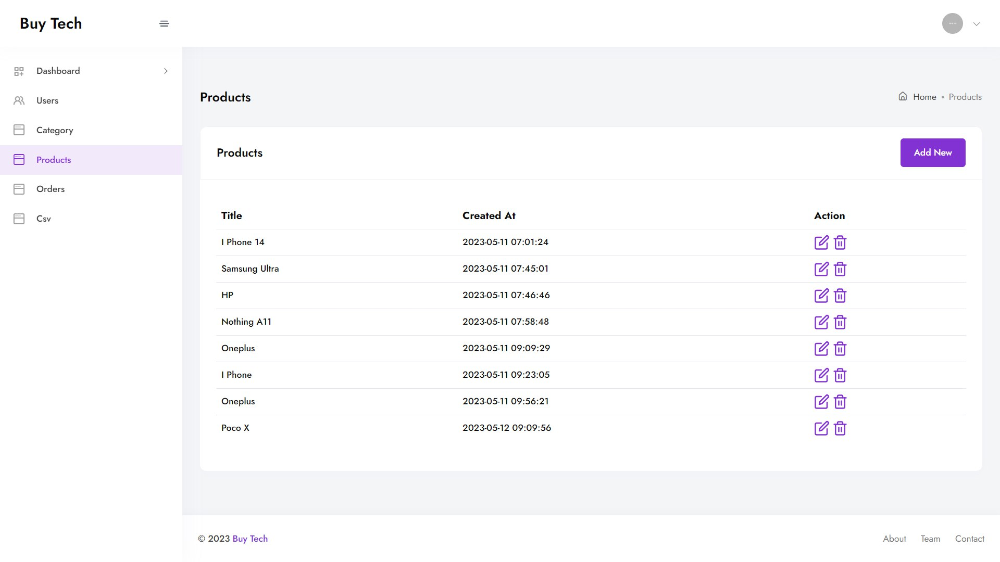 Buy Tech
Dashboard
Users
Category
Products
Orders
Csv
Products
Home • Products
Products
Add New
Title Created At Action
I Phone 14 2023-05-11 07:01:24
Samsung Ultra 2023-05-11 07:45:01
HP 2023-05-11 07:46:46
Nothing A11 2023-05-11 07:58:48
Oneplus 2023-05-11 09:09:29
I Phone 2023-05-11 09:23:05
Oneplus 2023-05-11 09:56:21
Poco X 2023-05-12 09:09:56
© 2023 Buy Tech
About Team Contact